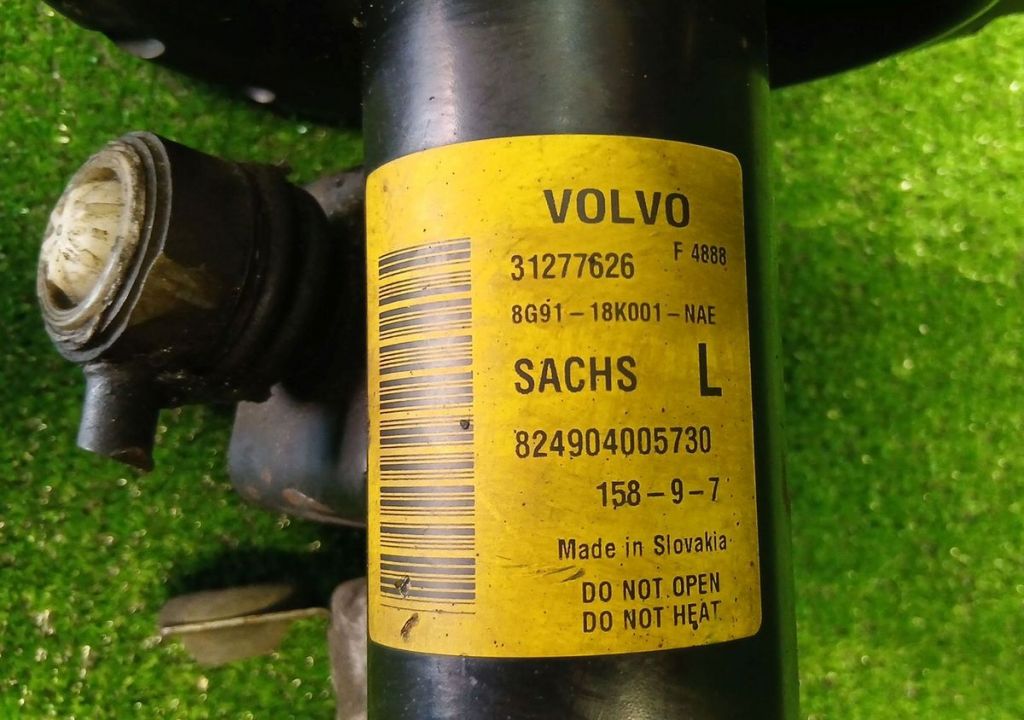 VOLVO
31277626 F 4888
8G91-18K001-NAE
SACHS L
824904005730
158-9-7
Made in Slovakia
DO NOT OPEN
DO NOT HEAT